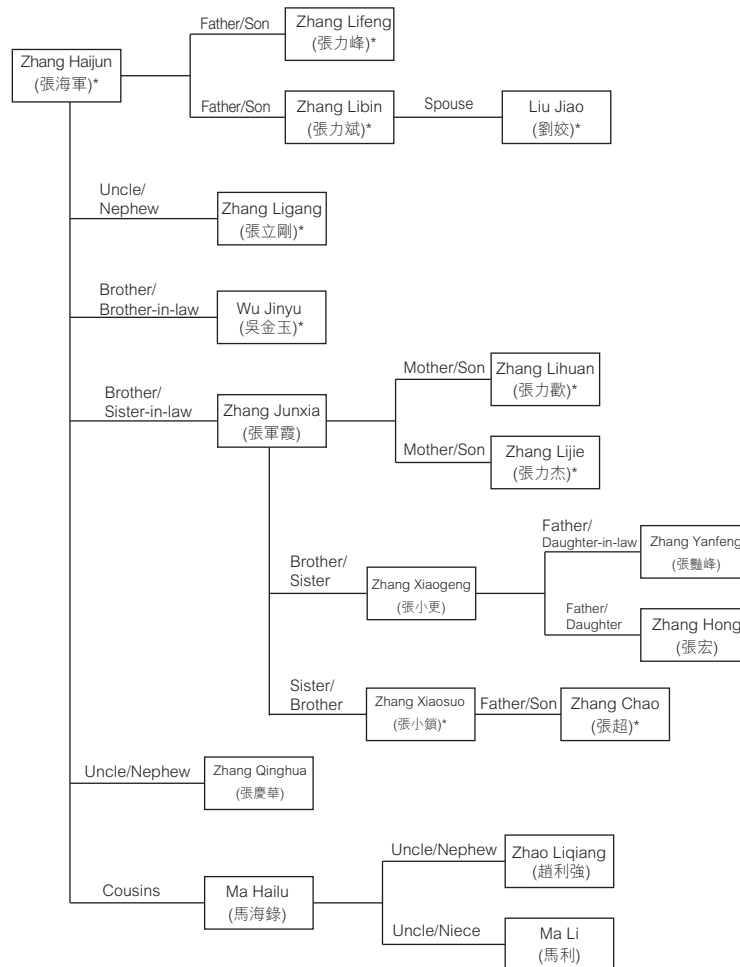 Father/Son
Zhang Lifeng
(張力峰)*
Zhang Haijun
(張海軍)*
Father/Son
Zhang Libin
(張力斌)*
Spouse
Liu Jiao
(劉姣)*
Uncle/
Nephew
Zhang Ligang
(張立剛)*
Brother/
Brother-in-law
Wu Jinyu
(吳金玉)*
Brother/
Sister-in-law
Zhang Junxia
(張軍霞)
Mother/Son
Zhang Lihuan
(張力歡)*
Mother/Son
Zhang Lijie
(張力杰)*
Brother/
Sister
Zhang Xiaogeng
(張小更)
Father/
Daughter-in-law
Zhang Yanfeng
(張豔峰)
Father/
Daughter
Zhang Hong
(張宏)
Sister/
Brother
Zhang Xiaosuo
(張小鎖)*
Father/Son
Zhang Chao
(張超)*
Uncle/Nephew
Zhang Qinghua
(張慶華)
Cousins
Ma Hailu
(馬海錄)
Uncle/Nephew
Zhao Liqiang
(趙利強)
Uncle/Niece
Ma Li
(馬利)